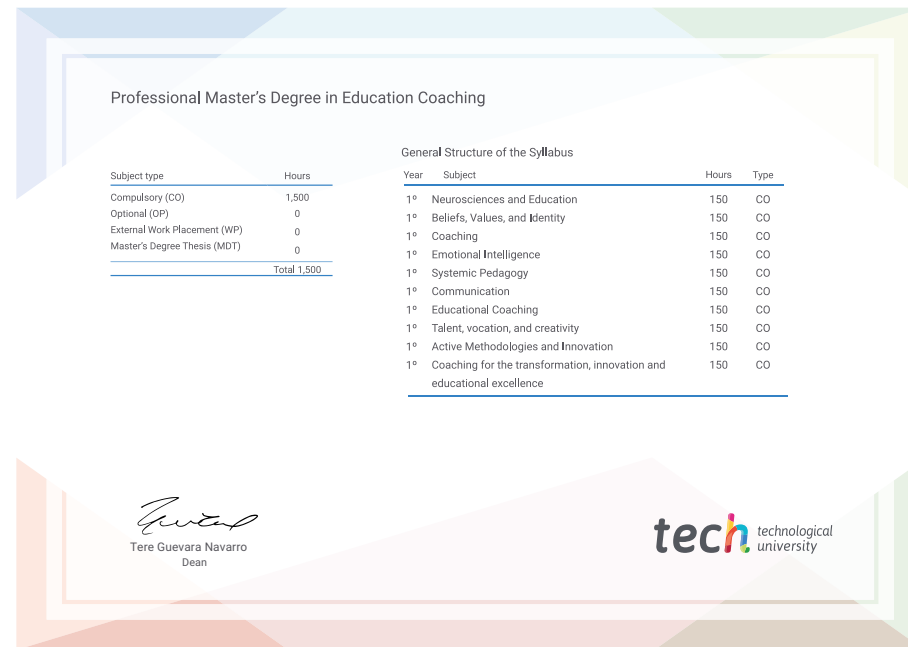 Professional Master's Degree in Education Coaching
General Structure of the Syllabus
Subject type Hours
Compulsory (CO) 1,500
Optional (OP) 0
External Work Placement (WP) 0
Master's Degree Thesis (MDT) 0
Total 1,500
Year Subject Hours Type
1º Neurosciences and Education 150 CO
1º Beliefs, Values, and Identity 150 CO
1º Coaching 150 CO
1º Emotional Intelligence 150 CO
1º Systemic Pedagogy 150 CO
1º Communication 150 CO
1º Educational Coaching 150 CO
1º Talent, vocation, and creativity 150 CO
1º Active Methodologies and Innovation 150 CO
1º Coaching for the transformation, innovation and 150 CO
educational excellence
Tere Guevara Navarro
Dean
tech technological
university